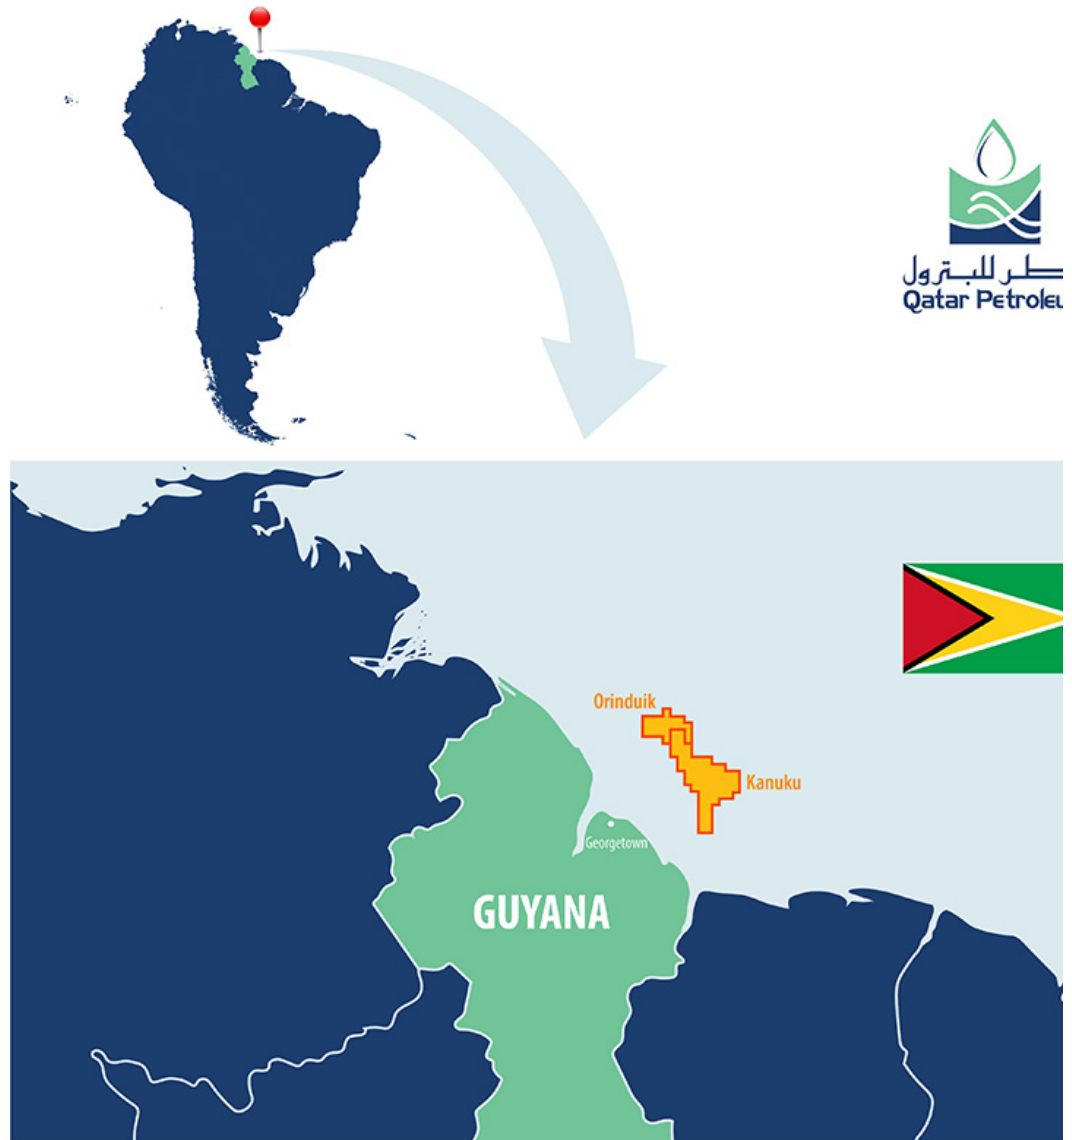 طر للبترول
Qatar Petroleu
Orinduik
Kanuku
Georgetown
GUYANA